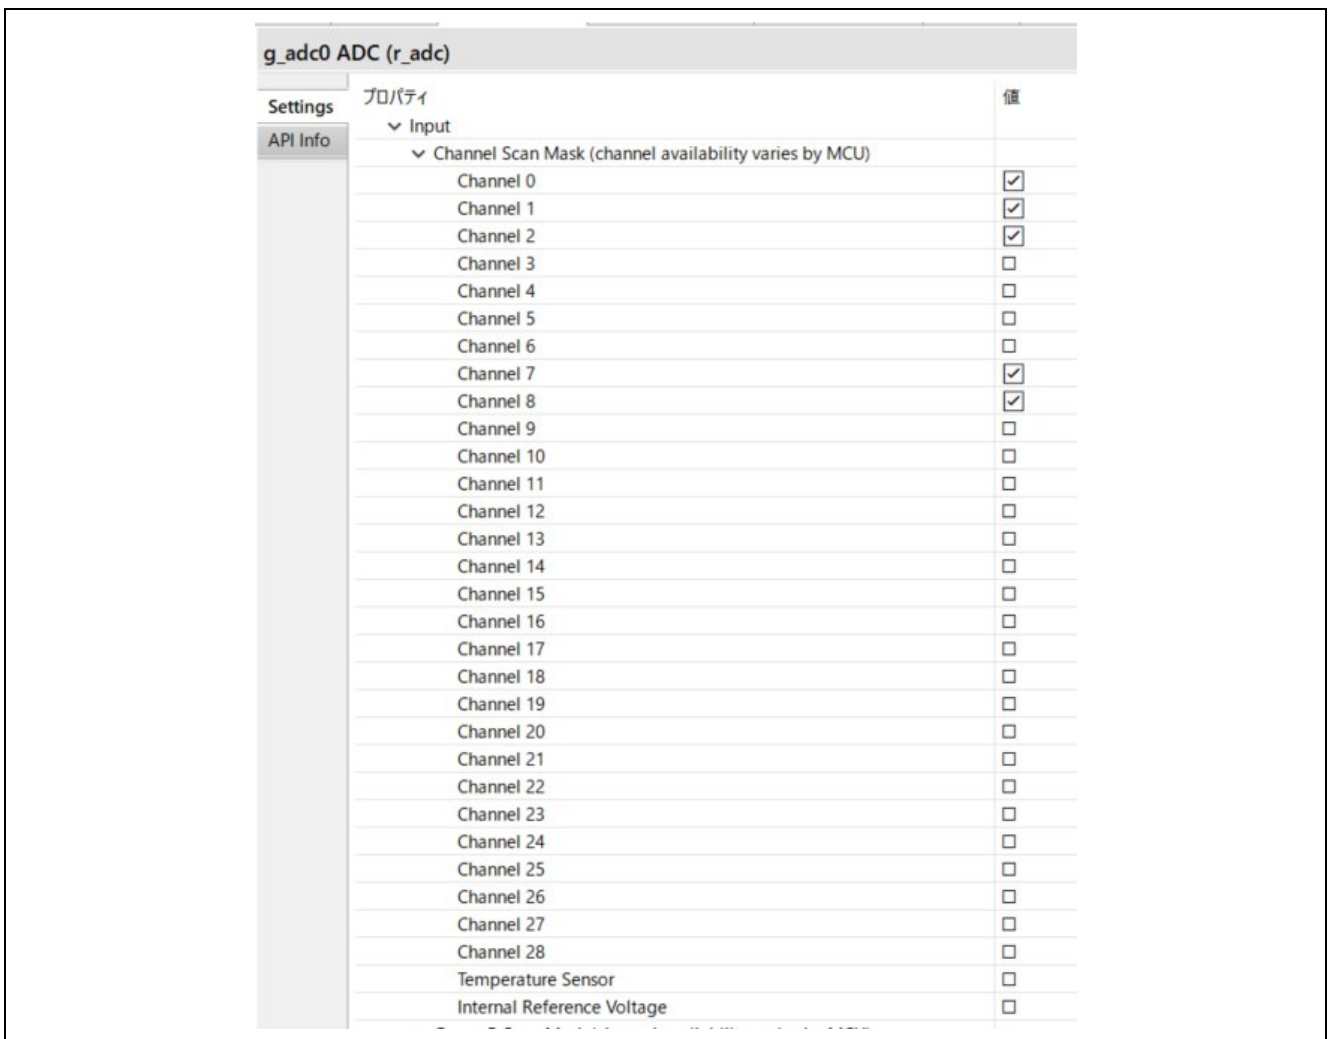 g_adc0 ADC (r_adc)
Settings
API Info
プロパティ 値
Input
Channel Scan Mask (channel availability varies by MCU)
Channel 0
Channel 1
Channel 2
Channel 3
Channel 4
Channel 5
Channel 6
Channel 7
Channel 8
Channel 9
Channel 10
Channel 11
Channel 12
Channel 13
Channel 14
Channel 15
Channel 16
Channel 17
Channel 18
Channel 19
Channel 20
Channel 21
Channel 22
Channel 23
Channel 24
Channel 25
Channel 26
Channel 27
Channel 28
Temperature Sensor
Internal Reference Voltage